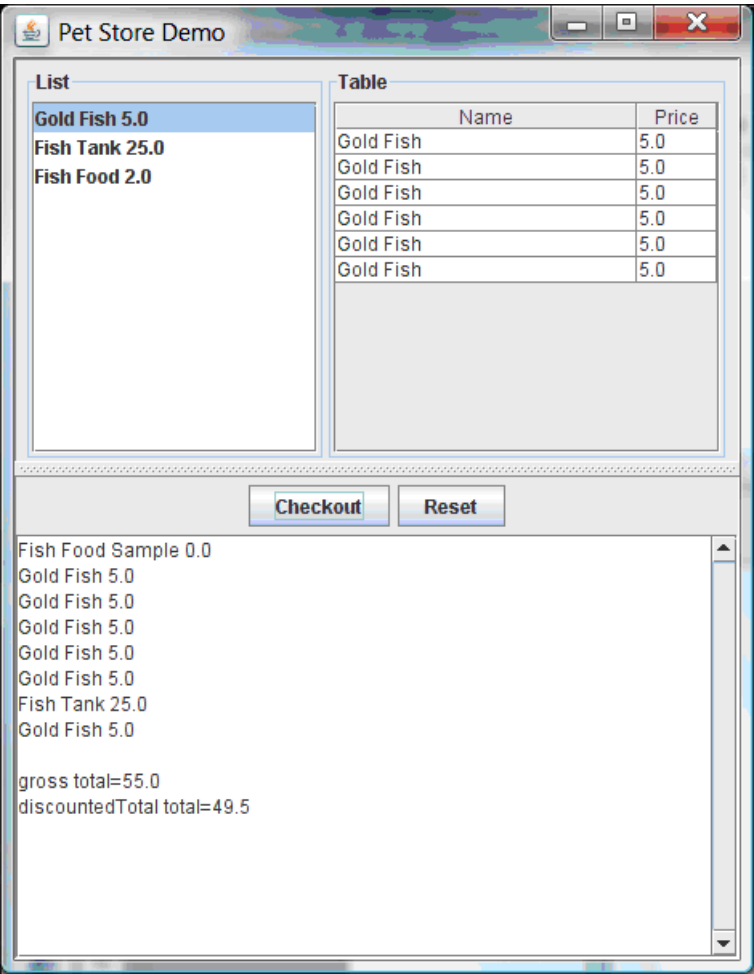 Pet Store Demo
List
Gold Fish 5.0
Fish Tank 25.0
Fish Food 2.0
Table
Name Price
Gold Fish 5.0
Gold Fish 5.0
Gold Fish 5.0
Gold Fish 5.0
Gold Fish 5.0
Gold Fish 5.0
Checkout Reset
Fish Food Sample 0.0
Gold Fish 5.0
Gold Fish 5.0
Gold Fish 5.0
Gold Fish 5.0
Gold Fish 5.0
Fish Tank 25.0
Gold Fish 5.0
gross total=55.0
discountedTotal total=49.5